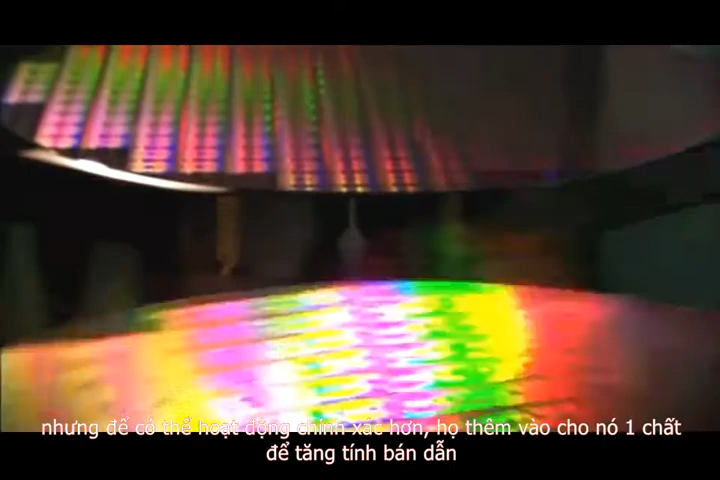 nhưng để có thể hoạt động chính xác hơn, họ thêm vào cho nó 1 chất
để tăng tính bán dẫn